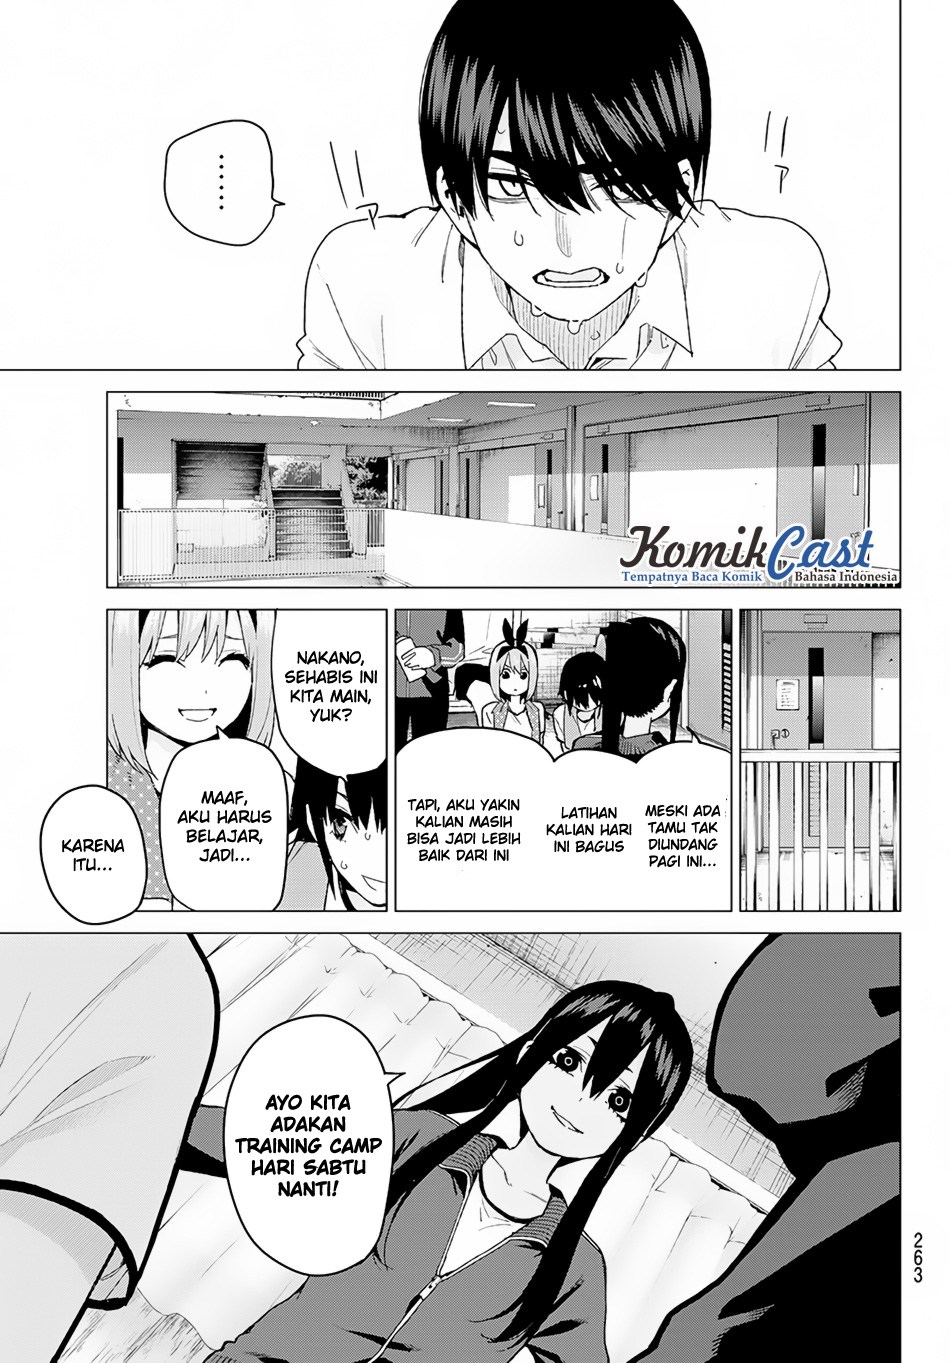 ......
KomikCast
Tempatnya Baca Komik Bahasa Indonesia
MESKI ADA
TAMU TAK
DIUNDANG
PAGI INI...
LATIHAN
KALIAN HARI
INI BAGUS
TAPI, AKU YAKIN
KALIAN MASIH
BISA JADI LEBIH
BAIK DARI INI
NAKANO,
SEHABIS INI
KITA MAIN,
YUK?
MAAF,
AKU HARUS
BELAJAR,
JADI...
KARENA
ITU...
AYO KITA
ADAKAN
TRAINING CAMP
HARI SABTU
NANTI!
263